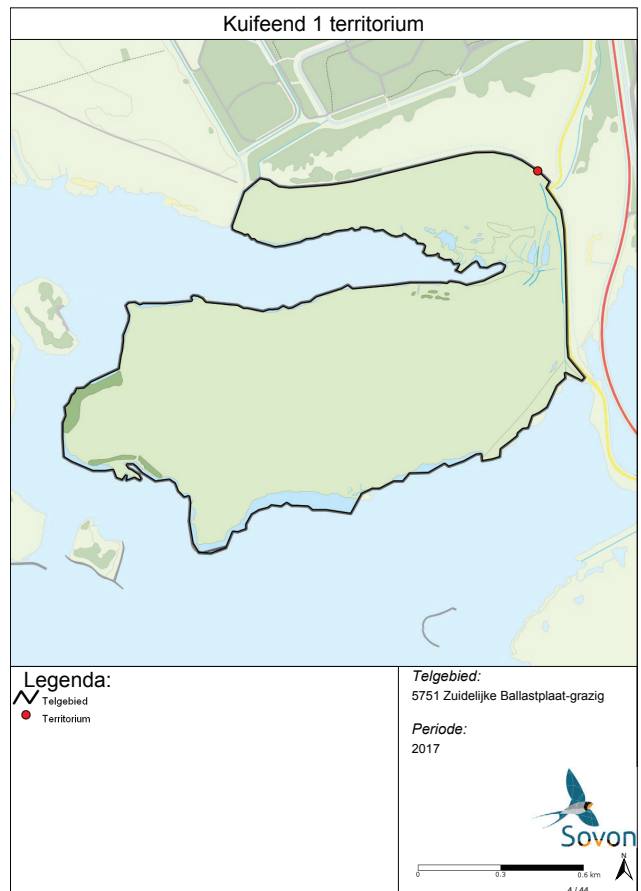 Kuifeend 1 territorium
Legenda:
Telgebied
Territorium
Telgebied:
5751 Zuidelijke Ballastplaat-grazig
Periode:
2017
Sovon
N
0 0.3 0.6 km
4 / 44